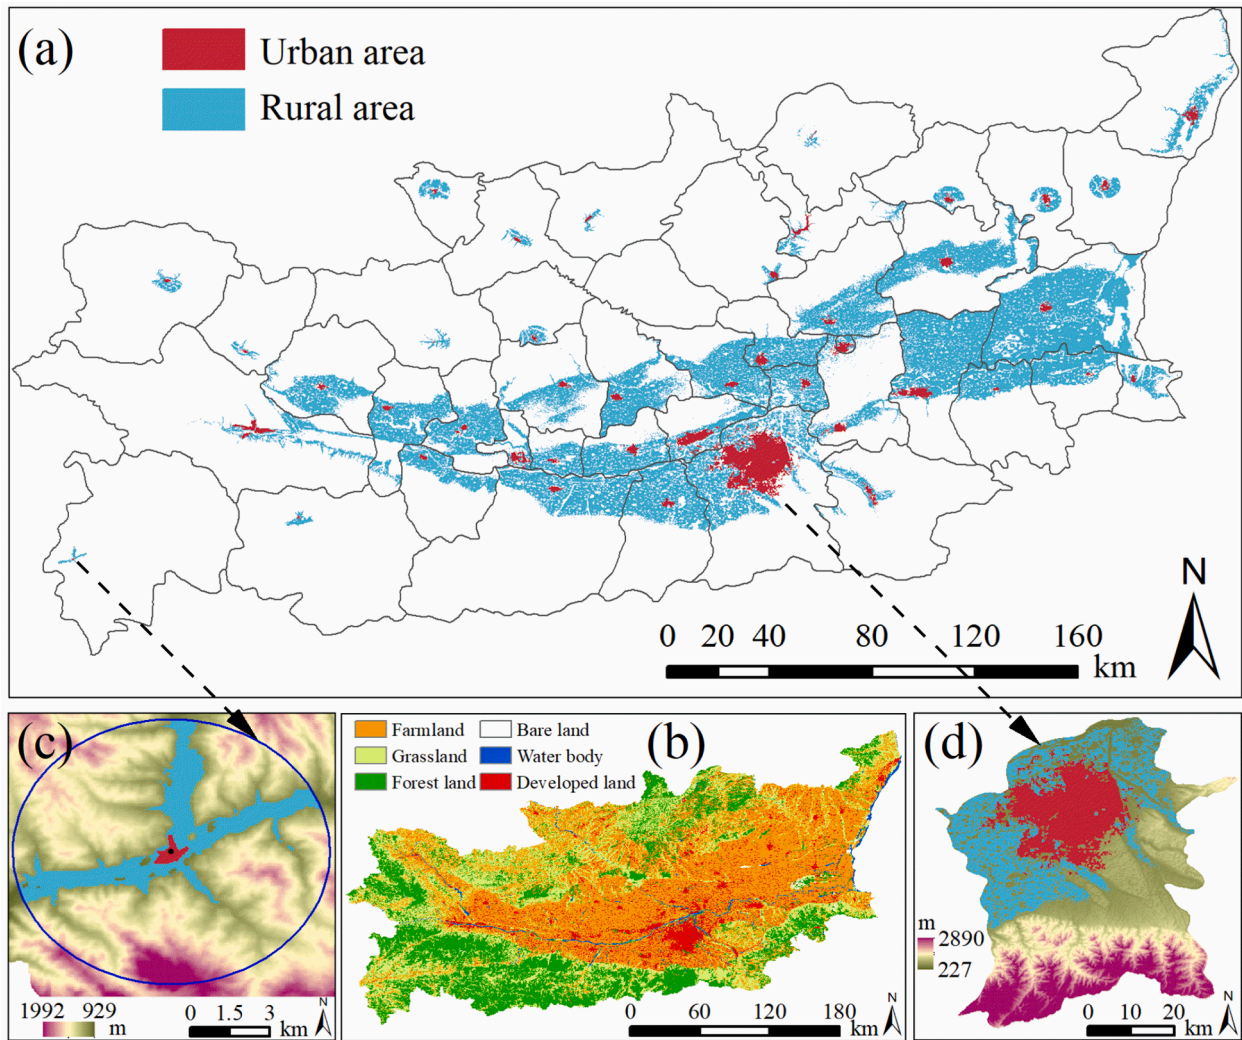 (a)
Urban area
Rural area
N
0 20 40 80 120 160
km
(c)
1992 929 m
0 1.5 3
km
N
Farmland
Bare land
(b)
Grassland
Water body
Forest land
Developed land
N
0 60 120 180
km
(d)
m
2890
227
N
0 10 20
km